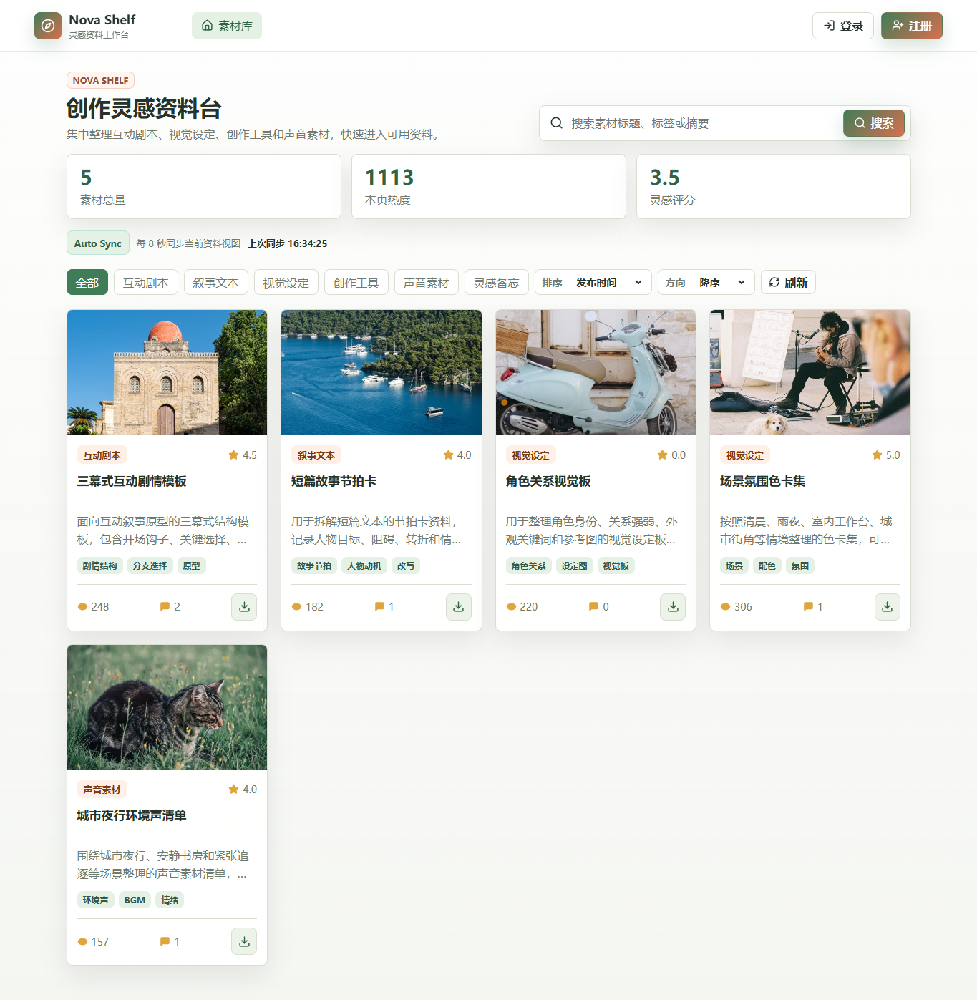 Nova Shelf
灵感资料工作台
素材库
登录
注册
NOVA SHELF
创作灵感资料台
集中整理互动剧本、视觉设定、创作工具和声音素材，快速进入可用资料。
搜索素材标题、标签或摘要
搜索
5
素材总量
1113
本页热度
3.5
灵感评分
Auto Sync 每 8 秒同步当前资料视图 上次同步 16:34:25
全部 互动剧本 叙事文本 视觉设定 创作工具 声音素材 灵感备忘 排序 发布时间 方向 降序 刷新
互动剧本 4.5
三幕式互动剧情模板
面向互动叙事原型的三幕式结构模
板，包含开场钩子、关键选择、...
剧情结构 分支选择 原型
248 2
叙事文本 4.0
短篇故事节拍卡
用于拆解短篇文本的节拍卡资料，
记录人物目标、阻碍、转折和情...
故事节拍 人物动机 改写
182 1
视觉设定 0.0
角色关系视觉板
用于整理角色身份、关系强弱、外
观关键词和参考图的视觉设定板...
角色关系 设定图 视觉板
220 0
视觉设定 5.0
场景氛围色卡集
按照清晨、雨夜、室内工作台、城
市街角等情境整理的色卡集，可...
场景 配色 氛围
306 1
声音素材 4.0
城市夜行环境声清单
围绕城市夜行、安静书房和紧张追
逐等场景整理的声音素材清单，...
环境声 BGM 情绪
157 1